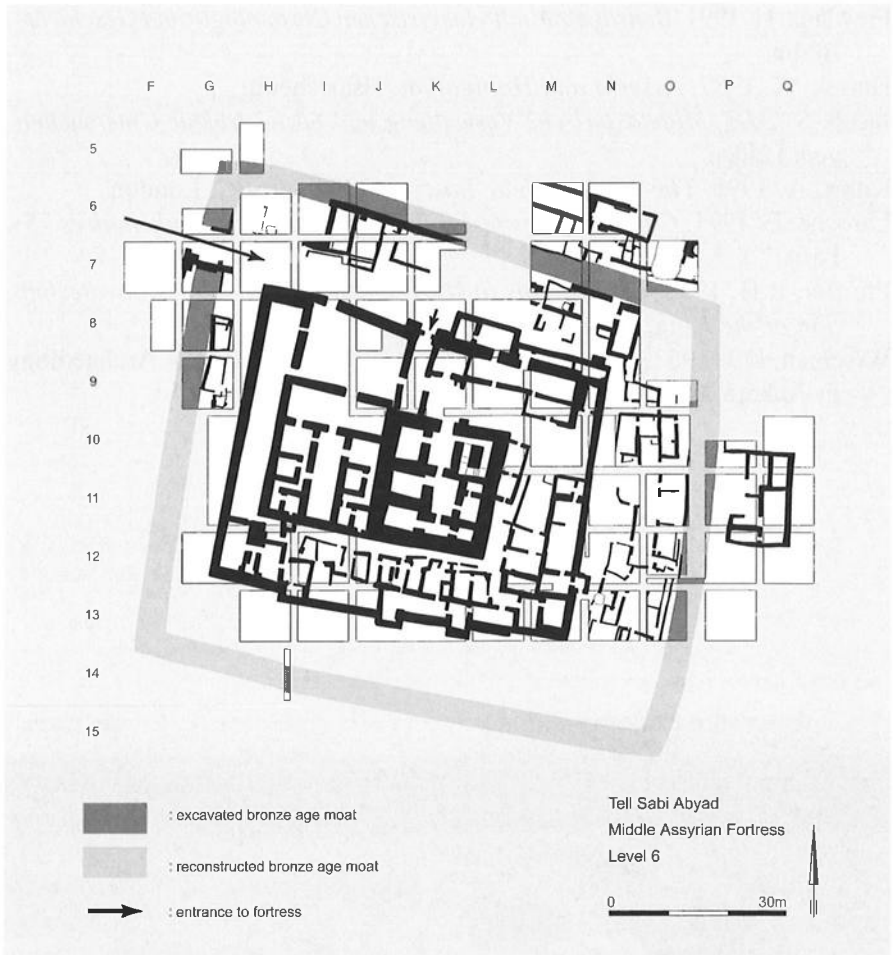 F G H I J K L M N O P Q
5
6
7
8
9
10
11
12
13
14
15
: excavated bronze age moat
: reconstructed bronze age moat
: entrance to fortress
Tell Sabi Abyad
Middle Assyrian Fortress
Level 6
0 30m